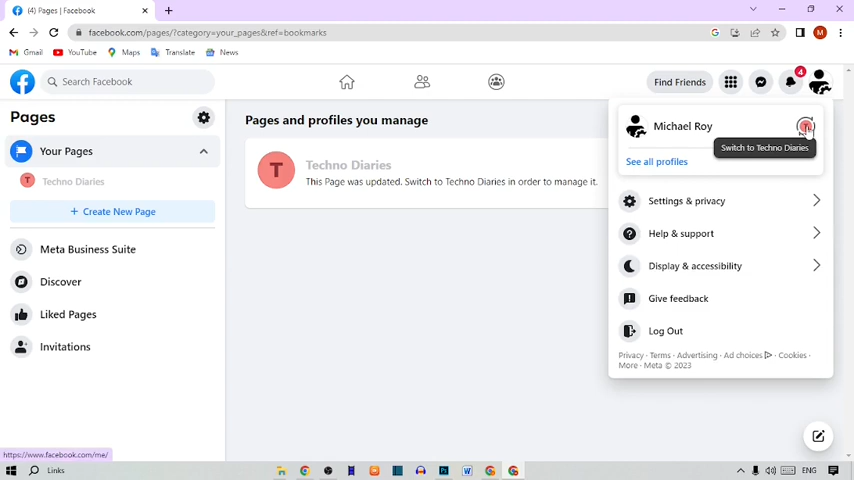 (4) Pages | Facebook
facebook.com/pages/?category=your_pages&ref=bookmarks
M
Gmail
YouTube
Maps
Translate
News
Search Facebook
Find Friends
4
Pages
Your Pages
T Techno Diaries
+ Create New Page
Meta Business Suite
Discover
Liked Pages
Invitations
Pages and profiles you manage
T
Techno Diaries
This Page was updated. Switch to Techno Diaries in order to manage it.
Michael Roy
Switch to Techno Diaries
See all profiles
Settings & privacy
Help & support
Display & accessibility
Give feedback
Log Out
Privacy · Terms · Advertising · Ad choices · Cookies ·
More · Meta © 2023
https://www.facebook.com/me/
Links
ENG